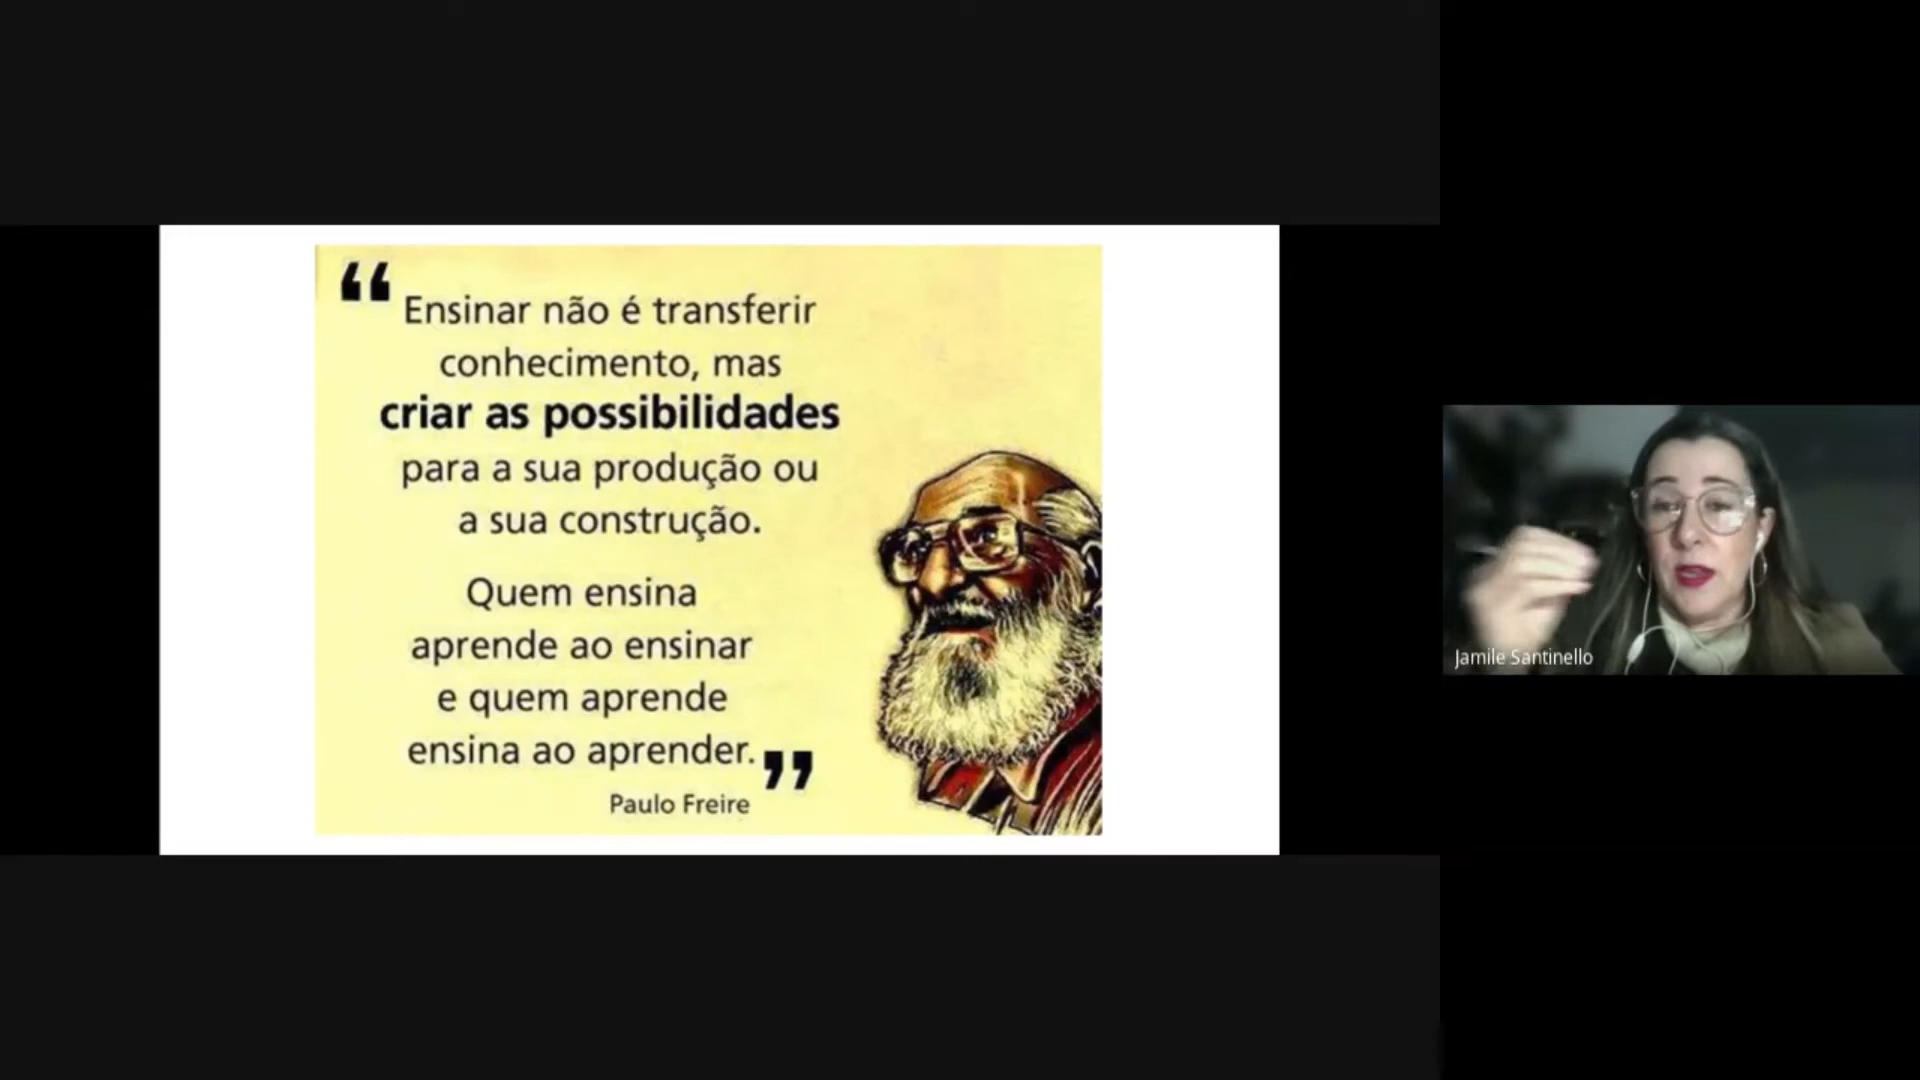 “ Ensinar não é transferir
conhecimento, mas
criar as possibilidades
para a sua produção ou
a sua construção.
Quem ensina
aprende ao ensinar
e quem aprende
ensina ao aprender. ”
Paulo Freire
Jamile Santinello